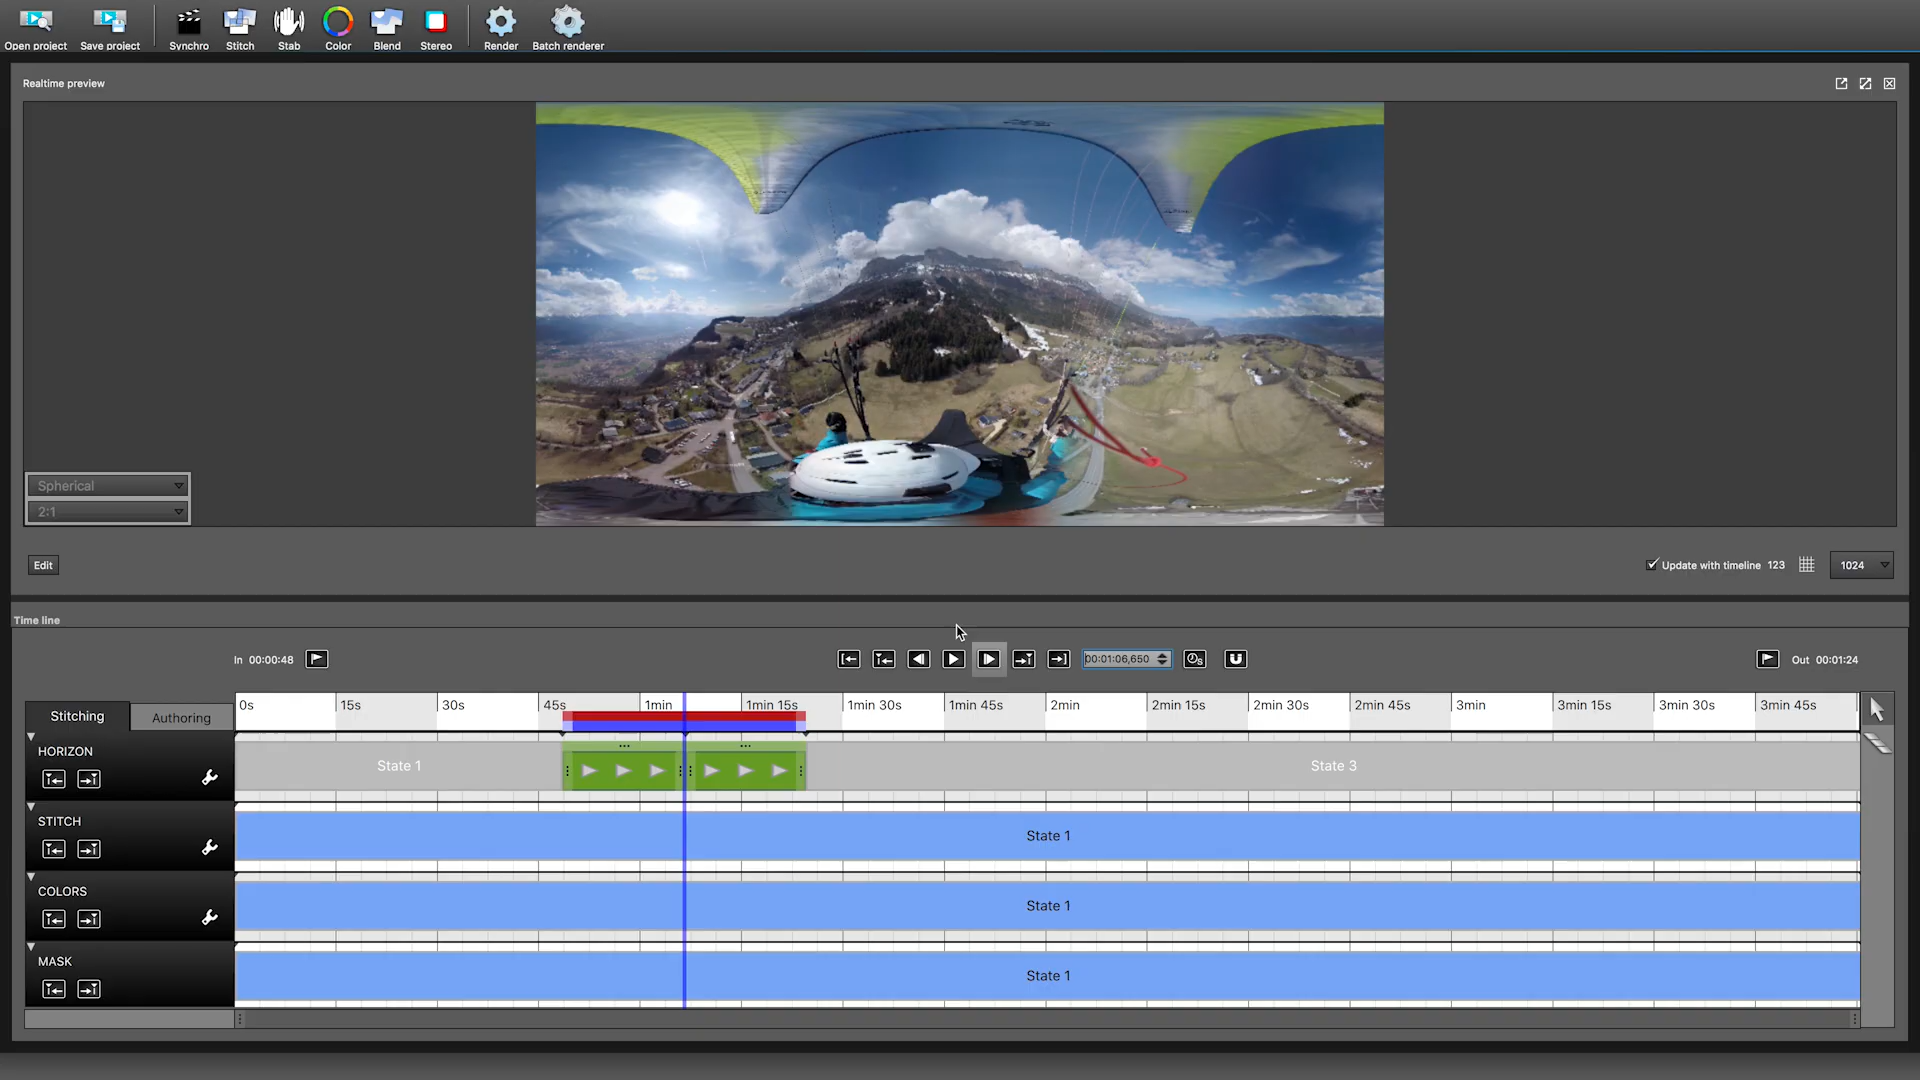 Open project Save project Synchro Stitch Stab Color Blend Stereo Render Batch renderer
Realtime preview
Spherical
2:1
Edit
Update with timeline 123 1024
Time line
In 00:00:48 00:01:06,650 Out 00:01:24
Stitching Authoring 0s 15s 30s 45s 1min 1min 15s 1min 30s 1min 45s 2min 2min 15s 2min 30s 2min 45s 3min 3min 15s 3min 30s 3min 45s
HORIZON State 1 State 3
STITCH State 1
COLORS State 1
MASK State 1